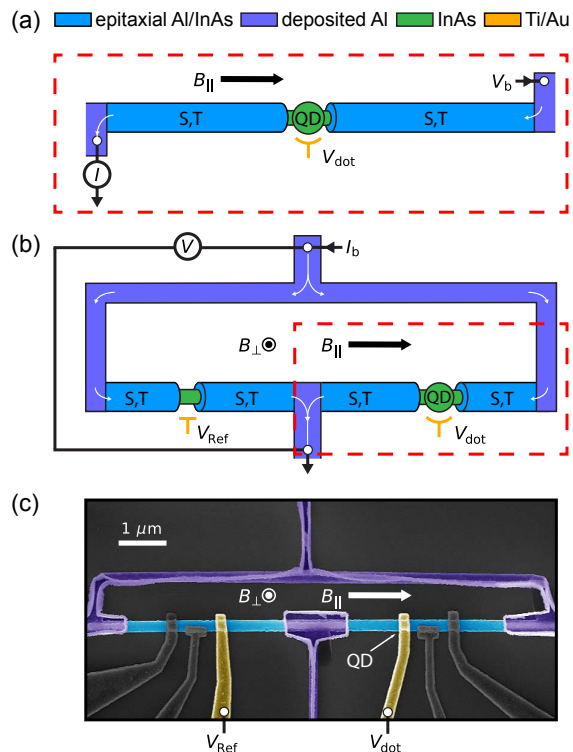 (a) epitaxial Al/InAs deposited Al InAs Ti/Au
B||
V_b
S,T QD S,T
V_dot
I
(b)
V I_b
B⊥ B||
S,T S,T S,T QD S,T
V_Ref V_dot
(c)
1 μm
B⊥ B||
QD
V_Ref V_dot